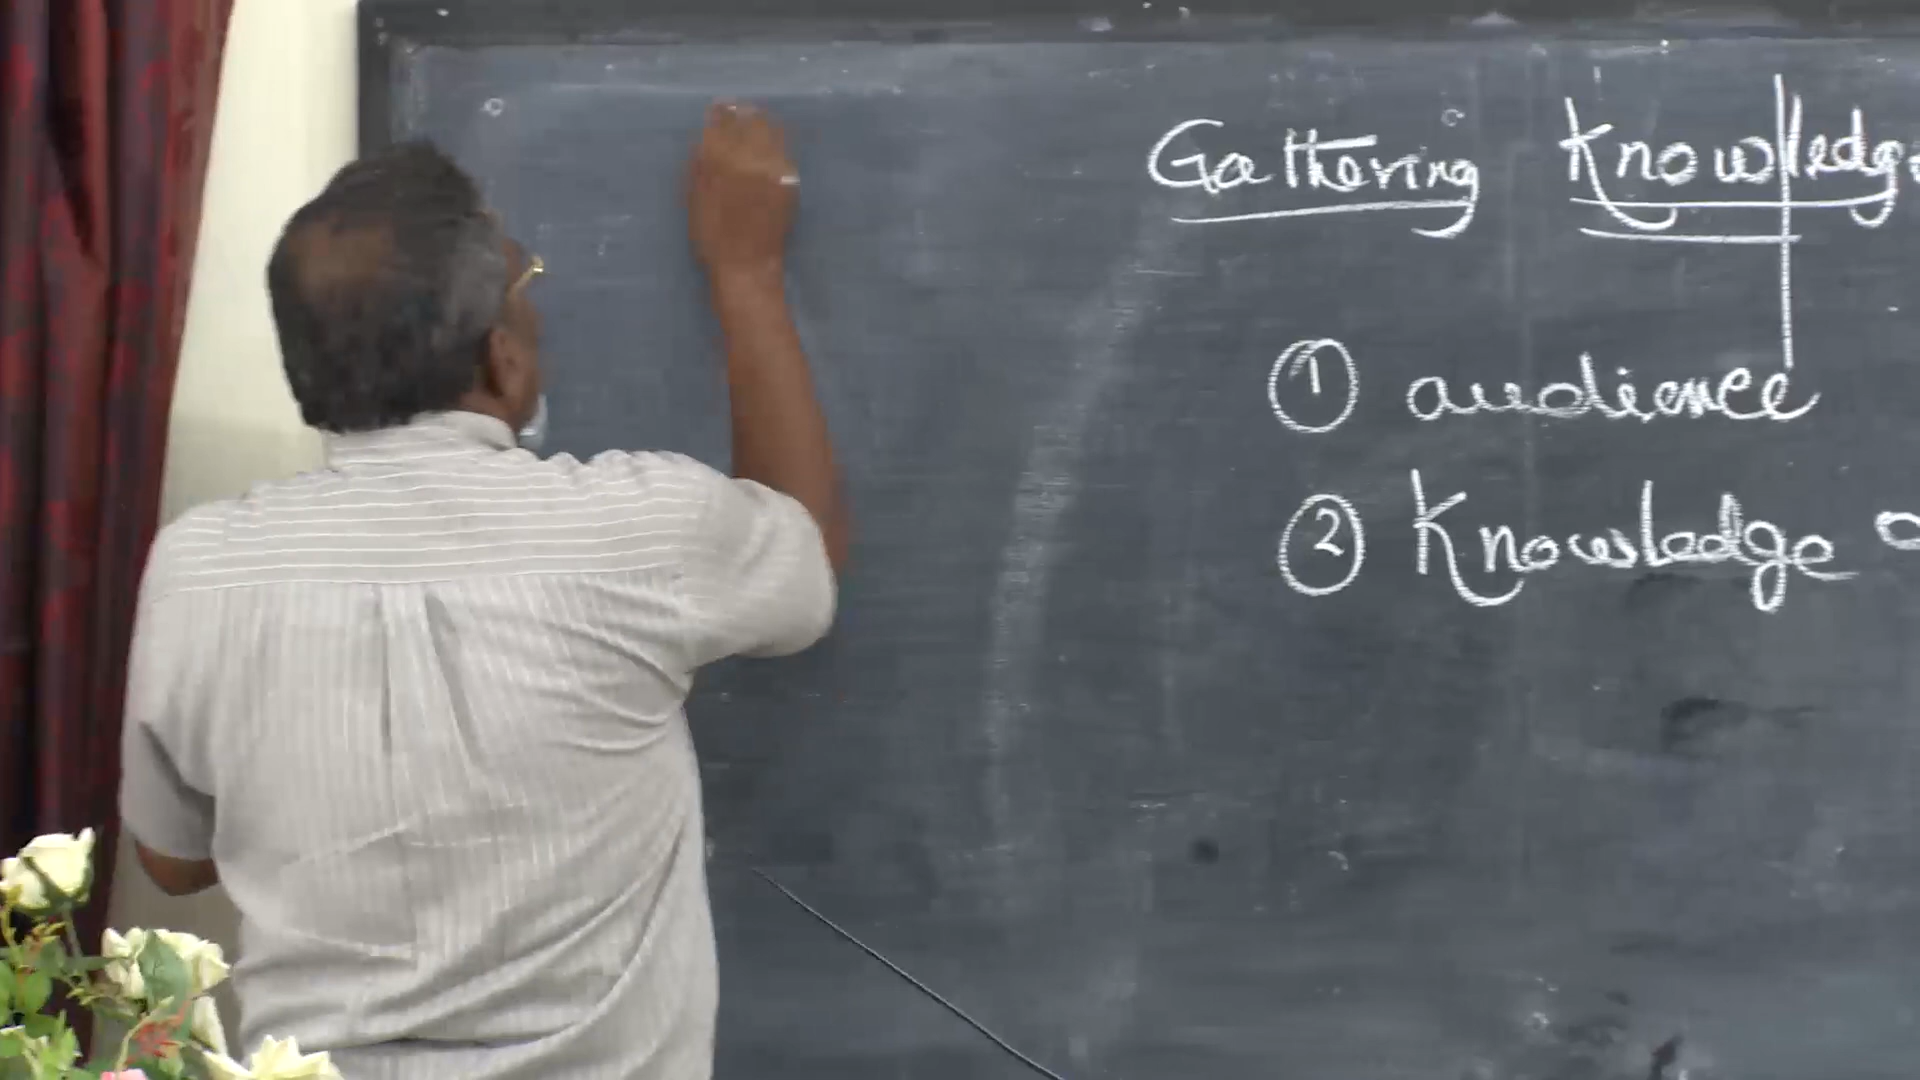 Gathering Knowledge
① audience
② Knowledge